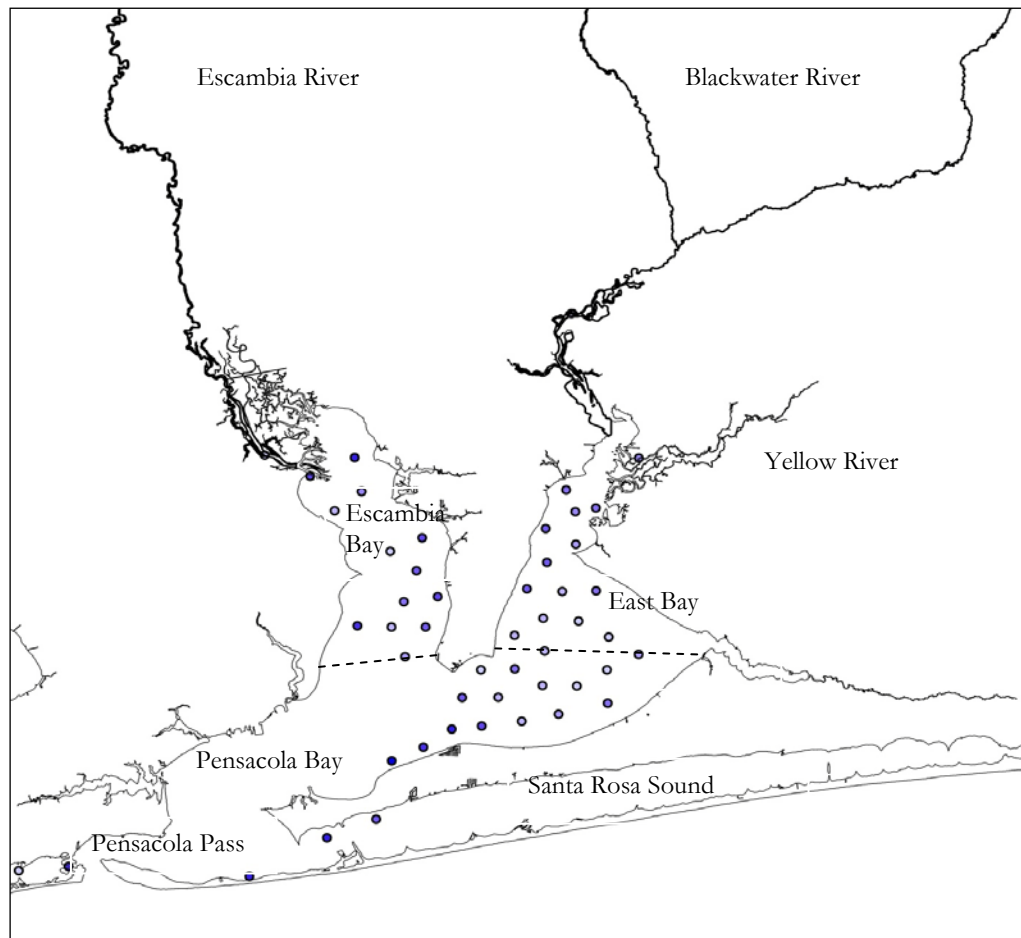 Escambia River
Blackwater River
Yellow River
Escambia
Bay
East Bay
Pensacola Bay
Santa Rosa Sound
Pensacola Pass